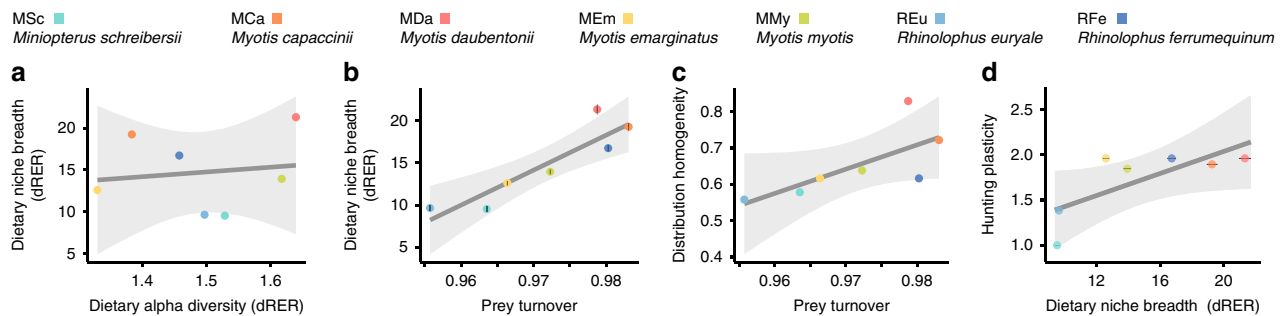 MSc MCa MDa MEm MMy REu RFe
Miniopterus schreibersii Myotis capaccinii Myotis daubentonii Myotis emarginatus Myotis myotis Rhinolophus euryale Rhinolophus ferrumequinum
a
Dietary niche breadth
(dRER)
20
15
10
5
1.4 1.5 1.6
Dietary alpha diversity (dRER)
b
Dietary niche breadth
(dRER)
20
15
10
5
0.96 0.97 0.98
Prey turnover
c
Distribution homogeneity
0.8
0.7
0.6
0.5
0.4
0.96 0.97 0.98
Prey turnover
d
Hunting plasticity
2.5
2.0
1.5
1.0
12 16 20
Dietary niche breadth (dRER)